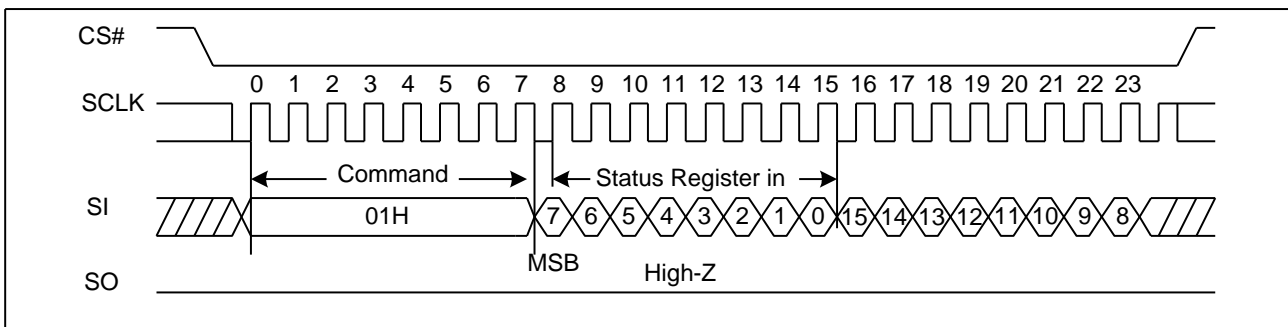 CS#
0 1 2 3 4 5 6 7 8 9 10 11 12 13 14 15 16 17 18 19 20 21 22 23
SCLK
Command Status Register in
SI 01H 7 6 5 4 3 2 1 0 15 14 13 12 11 10 9 8
MSB High-Z
SO